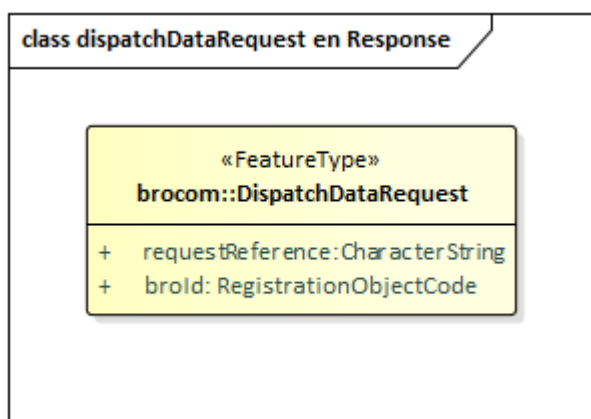 class dispatchDataRequest en Response
«FeatureType»
brocom::DispatchDataRequest
+ requestReference:CharacterString
+ broId: RegistrationObjectCode